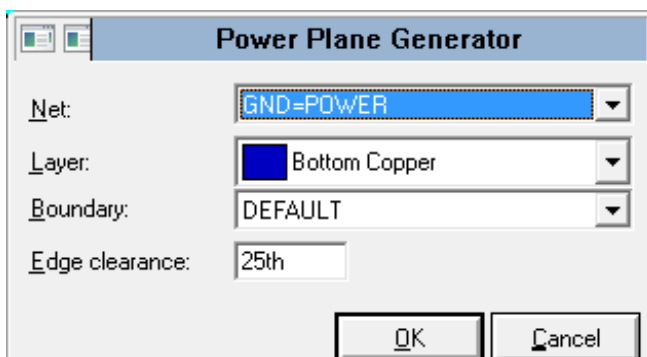 Power Plane Generator
Net: GND=POWER
Layer: Bottom Copper
Boundary: DEFAULT
Edge clearance: 25th
OK Cancel